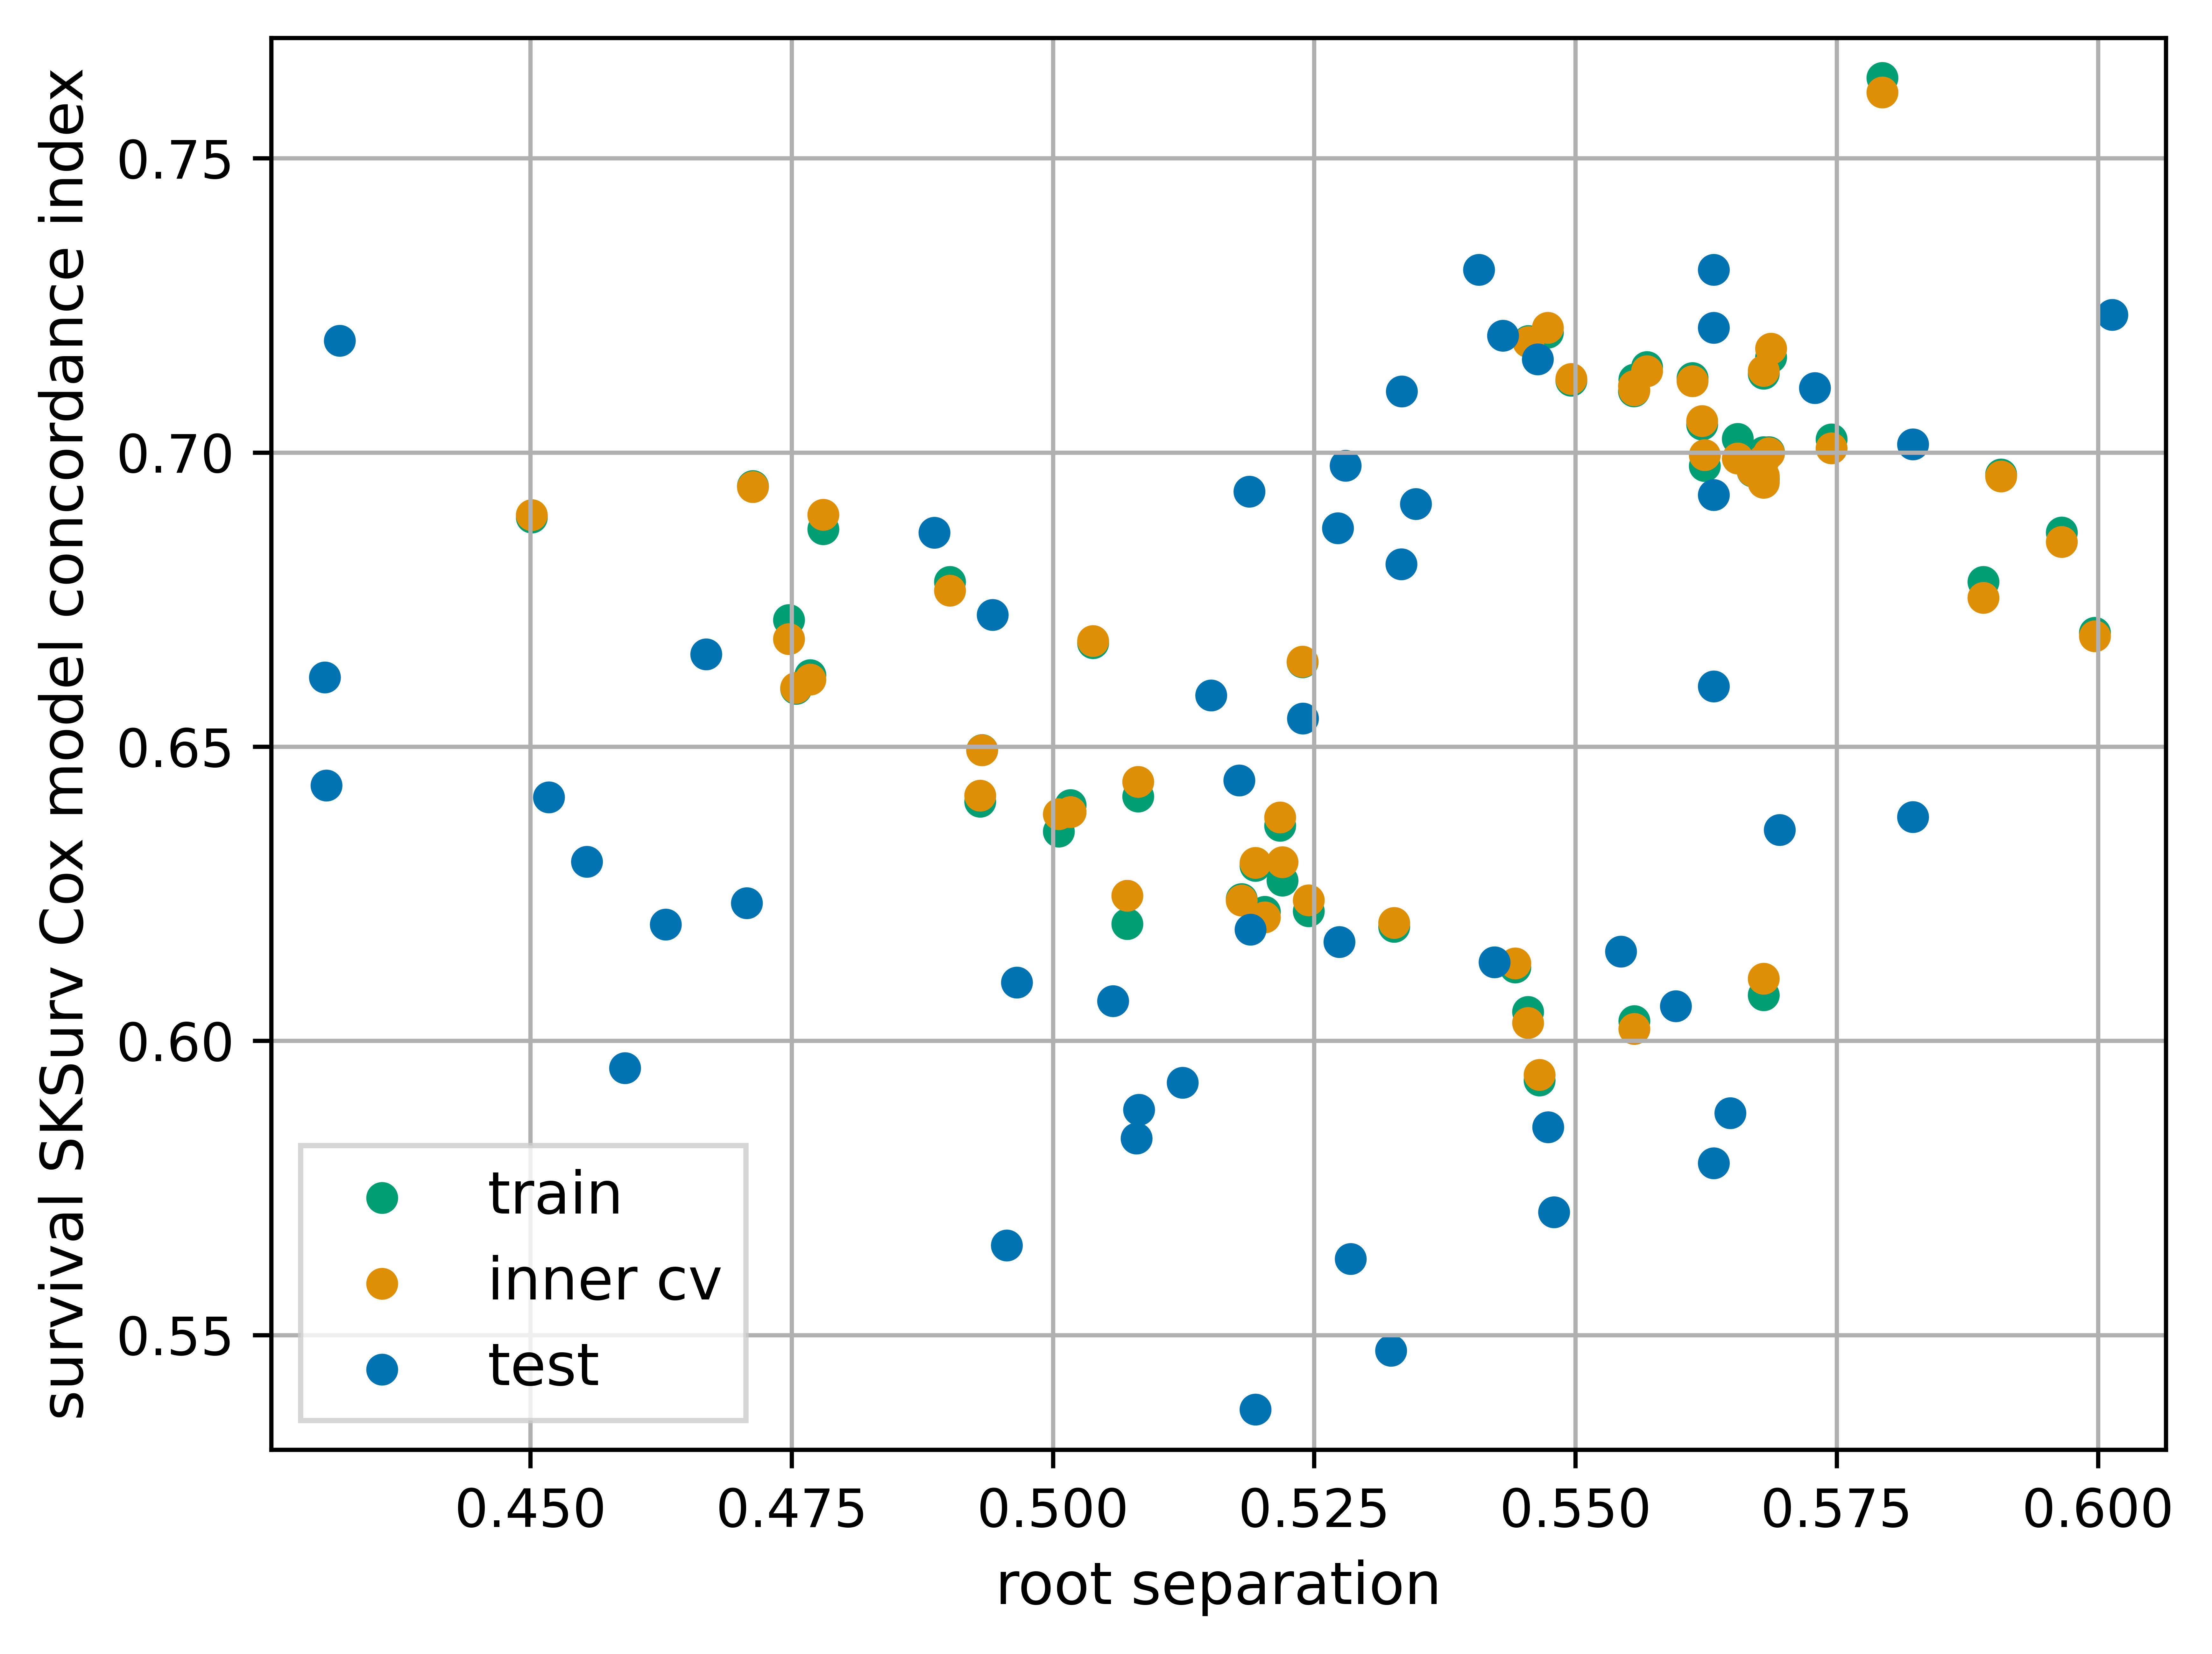 survival SKSurv Cox model concordance index
0.75
0.70
0.65
0.60
0.55
train
inner cv
test
0.450 0.475 0.500 0.525 0.550 0.575 0.600
root separation